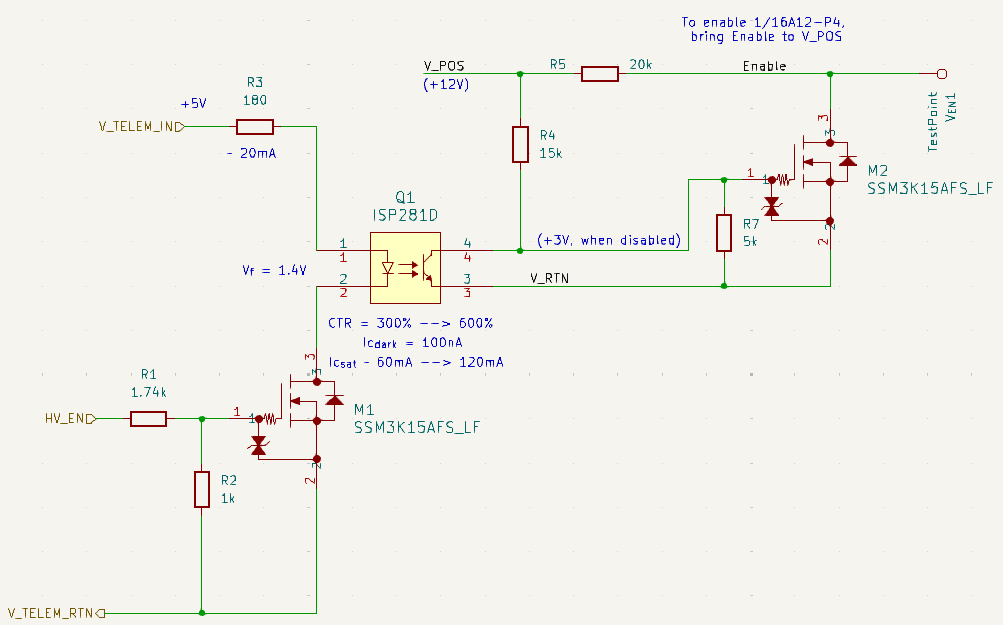 To enable 1/16A12-P4,
bring Enable to V_POS
V_POS
(+12V)
R5
20k
Enable
R3
180
+5V
V_TELEM_IN
~ 20mA
R4
15k
TestPoint
V_EN1
3
3
1
1
M2
SSM3K15AFS_LF
2
2
R7
5k
Q1
ISP281D
1
1
2
2
4
4
3
3
(+3V, when disabled)
V_RTN
Vf = 1.4V
CTR = 300% --> 600%
Icdark = 100nA
Icsat ~ 60mA --> 120mA
R1
1.74k
HV_EN
3
3
1
1
M1
SSM3K15AFS_LF
2
2
R2
1k
V_TELEM_RTN